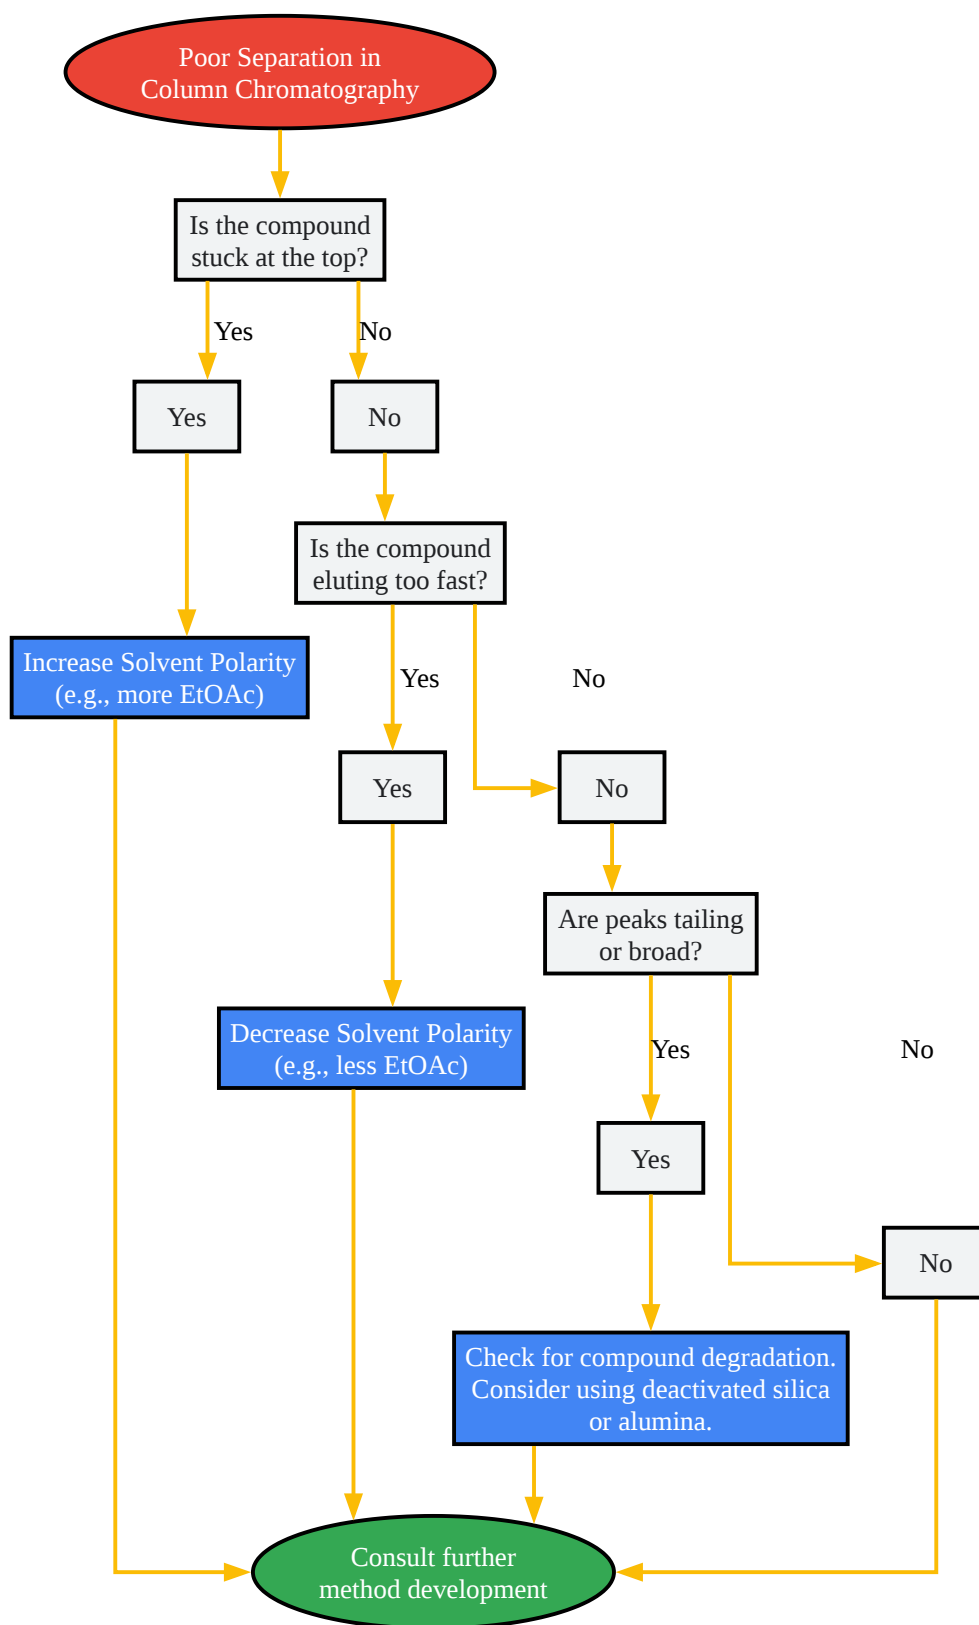 Poor Separation in
Column Chromatography
Is the compound
stuck at the top?
Yes
No
Yes
No
Is the compound
eluting too fast?
Increase Solvent Polarity
(e.g., more EtOAc)
Yes
No
Yes
No
Are peaks tailing
or broad?
Decrease Solvent Polarity
(e.g., less EtOAc)
Yes
No
Yes
No
Check for compound degradation.
Consider using deactivated silica
or alumina.
Consult further
method development